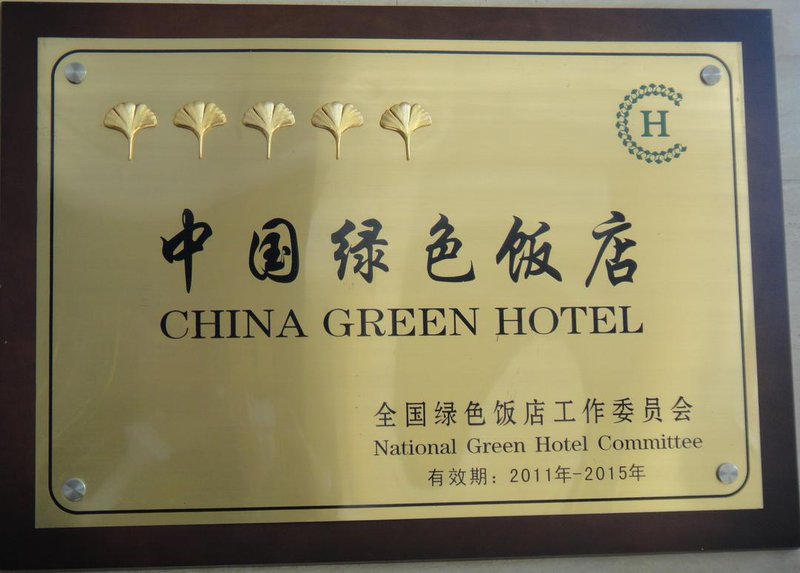 H
中国绿色饭店
CHINA GREEN HOTEL
全国绿色饭店工作委员会
National Green Hotel Committee
有效期：2011年-2015年